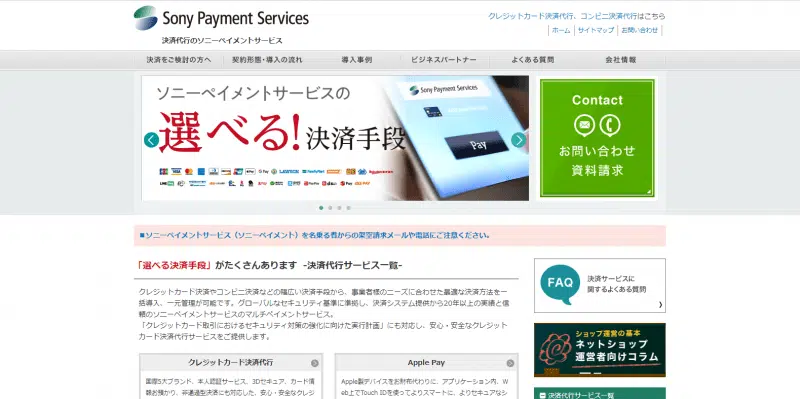 Sony Payment Services
クレジットカード決済代行、コンビニ決済代行はこちら
決済代行のソニーペイメントサービス
ホーム サイトマップ お問い合わせ
決済をご検討の方へ 契約形態・導入の流れ 導入事例 ビジネスパートナー よくある質問 会社情報
ソニーペイメントサービスの
選べる!決済手段
Sony Payment Services
Pay
Contact
お問い合わせ
資料請求
■ソニーペイメントサービス（ソニーペイメント）を名乗る者からの架空請求メールや電話にご注意ください。
「選べる決済手段」がたくさんあります -決済代行サービス一覧-
クレジットカード決済やコンビニ決済などの幅広い決済手段から、事業者様のニーズに合わせた最適な決済方法を一
括導入、一元管理が可能です。グローバルなセキュリティ基準に準拠し、決済システム提供から20年以上の実績と信
頼のソニーペイメントサービスのマルチペイメントサービス。
「クレジットカード取引におけるセキュリティ対策の強化に向けた実行計画」にも対応し、安心・安全なクレジット
カード決済代行サービスをご提供します。
FAQ
決済サービスに
関するよくある質問
ショップ運営の基本
ネットショップ
運営者向けコラム
クレジットカード決済代行
国際5大ブランド、本人認証サービス、3Dセキュア、カード情
報お預かり、非通過型決済にも対応した、安心・安全なクレジ
Apple Pay
Apple製デバイスをお財布代わりに、アプリケーション内、W
eb上でTouch IDを使ってよりスマートに、よりセキュアなシ
決済代行サービス一覧